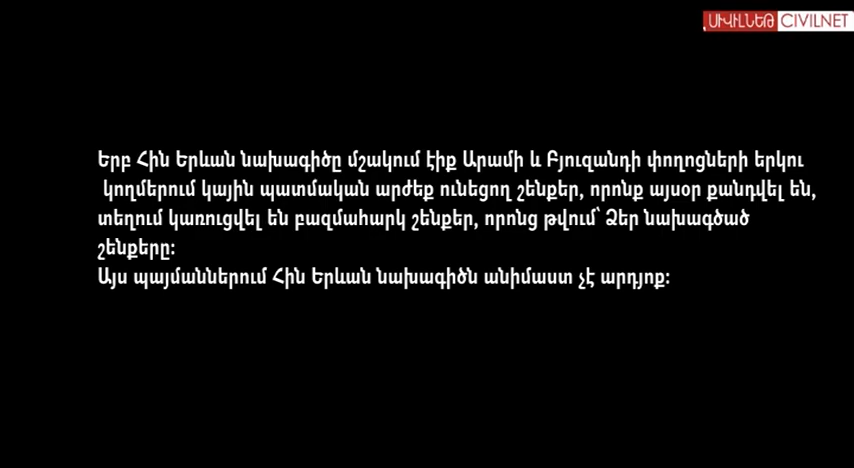 ՍԻՎԻԼՆԵԹ CIVILNET
Երբ Հին Երևան նախագիծը մշակում էիք Արամի և Բյուզանդի փողոցների երկու
կողմերում կային պատմական արժեք ունեցող շենքեր, որոնք այսօր քանդվել են,
տեղում կառուցվել են բազմահարկ շենքեր, որոնց թվում՝ Ձեր նախագծած
շենքերը:
Այս պայմաններում Հին Երևան նախագիծն անիմաստ չէ արդյոք: